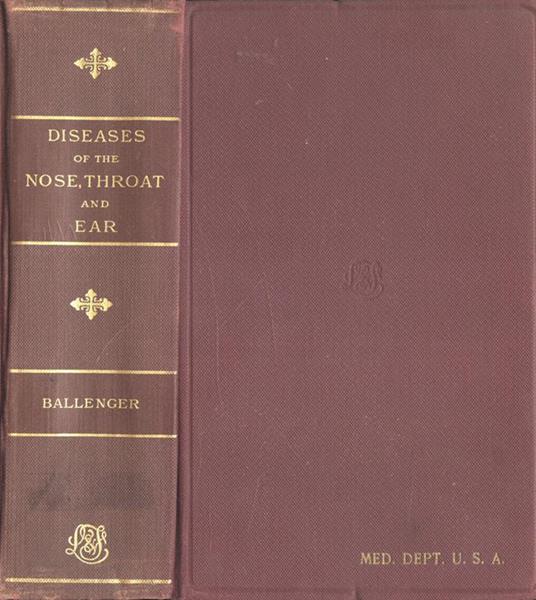 DISEASES
OF THE
NOSE, THROAT
AND
EAR
BALLENGER
L&F
MED. DEPT. U. S. A.